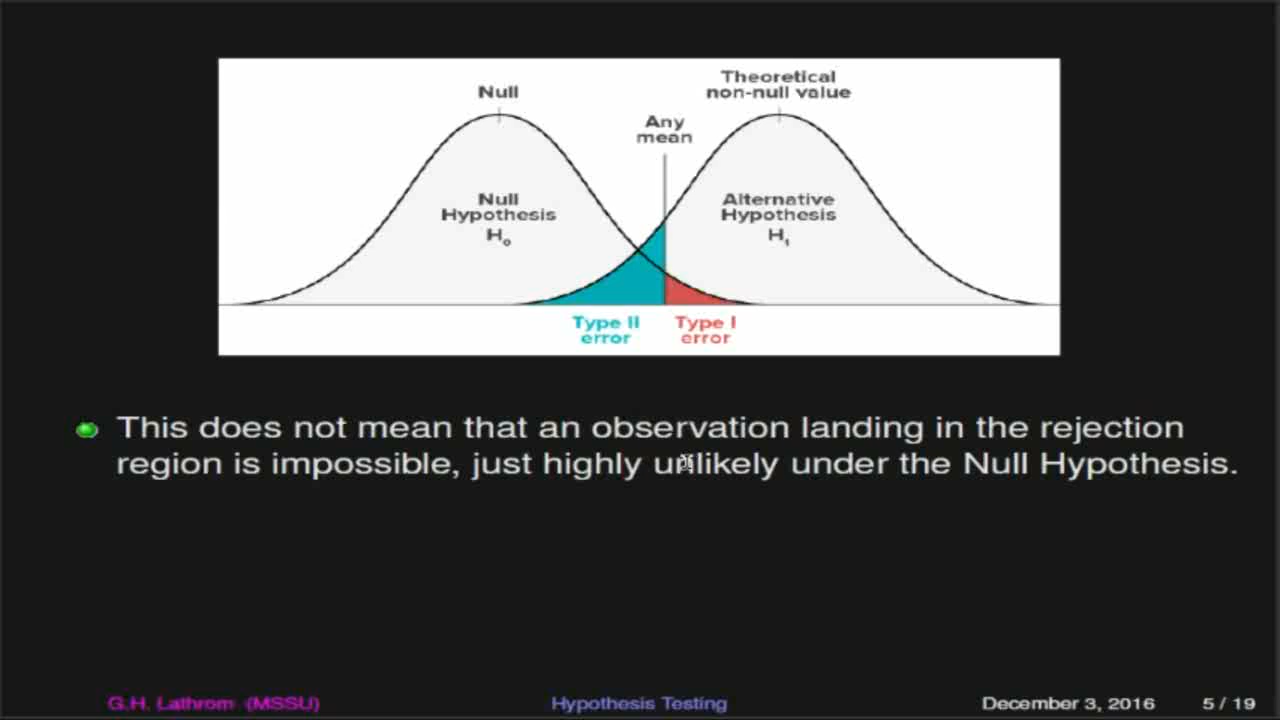 Null
Theoretical
non-null value
Any
mean
Null
Hypothesis
H₀
Alternative
Hypothesis
H₁
Type II
error
Type I
error
This does not mean that an observation landing in the rejection
region is impossible, just highly unlikely under the Null Hypothesis.
G.H. Lathrom (MSSU) Hypothesis Testing December 3, 2016 5 / 19